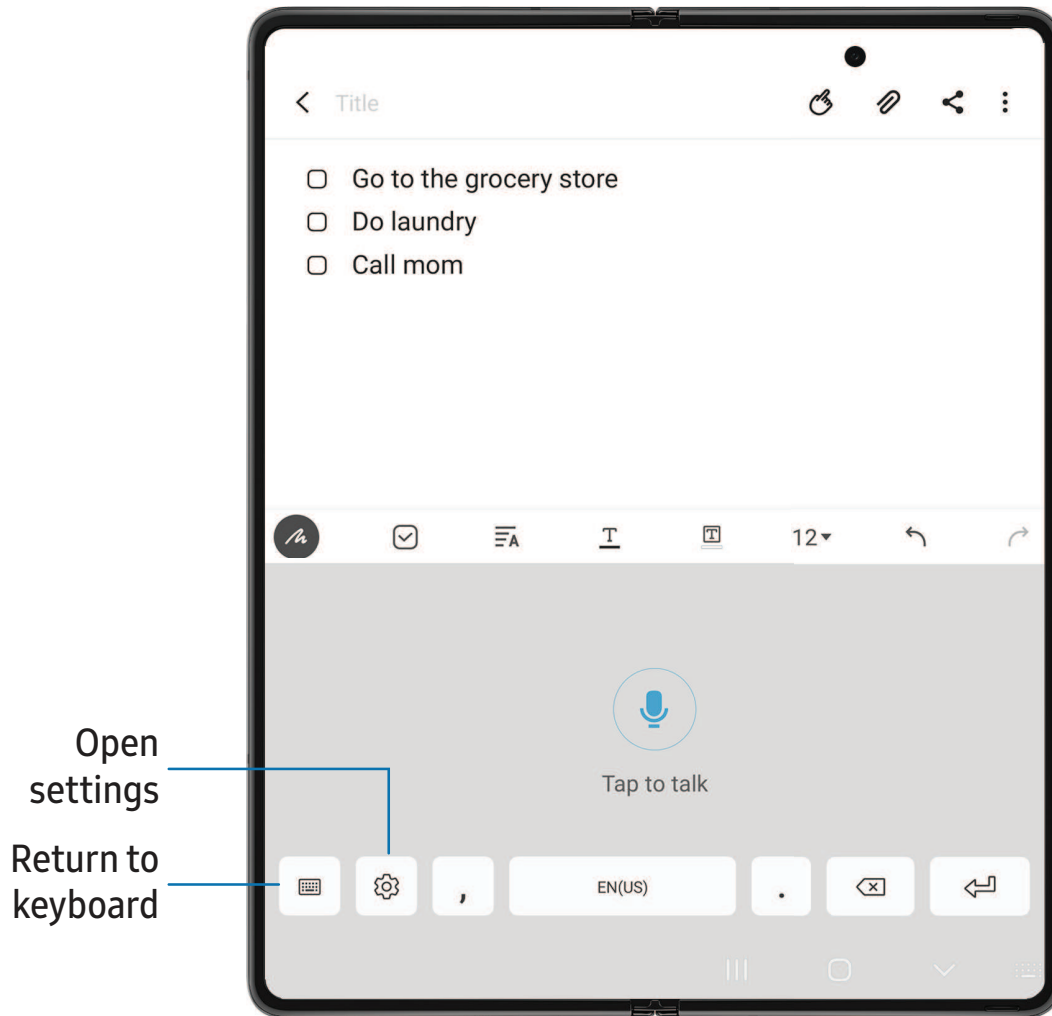 Title
Go to the grocery store
Do laundry
Call mom
12
Tap to talk
Open
settings
Return to
keyboard
, EN(US) .